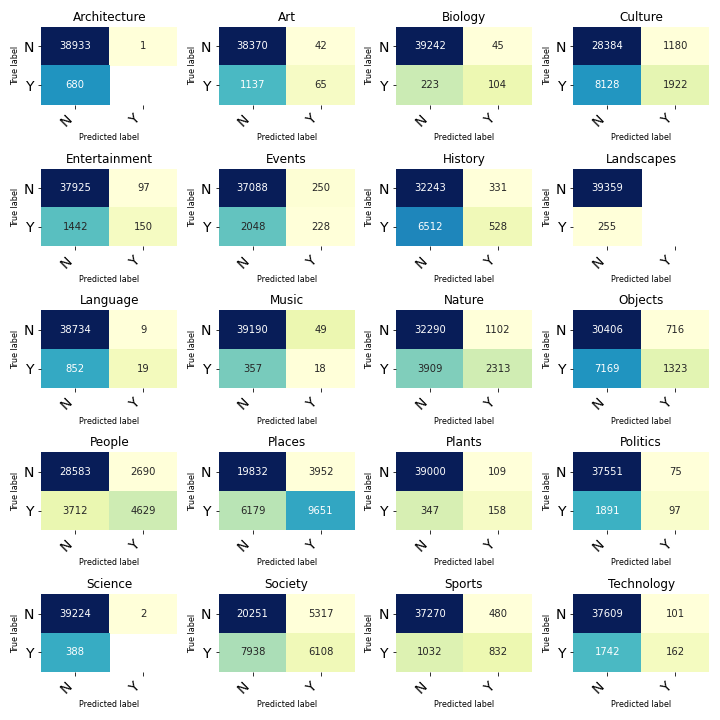 Architecture Art Biology Culture
True label N 38933 1 True label N 38370 42 True label N 39242 45 True label N 28384 1180
Y 680 Y 1137 65 Y 223 104 Y 8128 1922
N Y N Y N Y N Y
Predicted label Predicted label Predicted label Predicted label
Entertainment Events History Landscapes
True label N 37925 97 True label N 37088 250 True label N 32243 331 True label N 39359
Y 1442 150 Y 2048 228 Y 6512 528 Y 255
N Y N Y N Y N Y
Predicted label Predicted label Predicted label Predicted label
Language Music Nature Objects
True label N 38734 9 True label N 39190 49 True label N 32290 1102 True label N 30406 716
Y 852 19 Y 357 18 Y 3909 2313 Y 7169 1323
N Y N Y N Y N Y
Predicted label Predicted label Predicted label Predicted label
People Places Plants Politics
True label N 28583 2690 True label N 19832 3952 True label N 39000 109 True label N 37551 75
Y 3712 4629 Y 6179 9651 Y 347 158 Y 1891 97
N Y N Y N Y N Y
Predicted label Predicted label Predicted label Predicted label
Science Society Sports Technology
True label N 39224 2 True label N 20251 5317 True label N 37270 480 True label N 37609 101
Y 388 Y 7938 6108 Y 1032 832 Y 1742 162
N Y N Y N Y N Y
Predicted label Predicted label Predicted label Predicted label